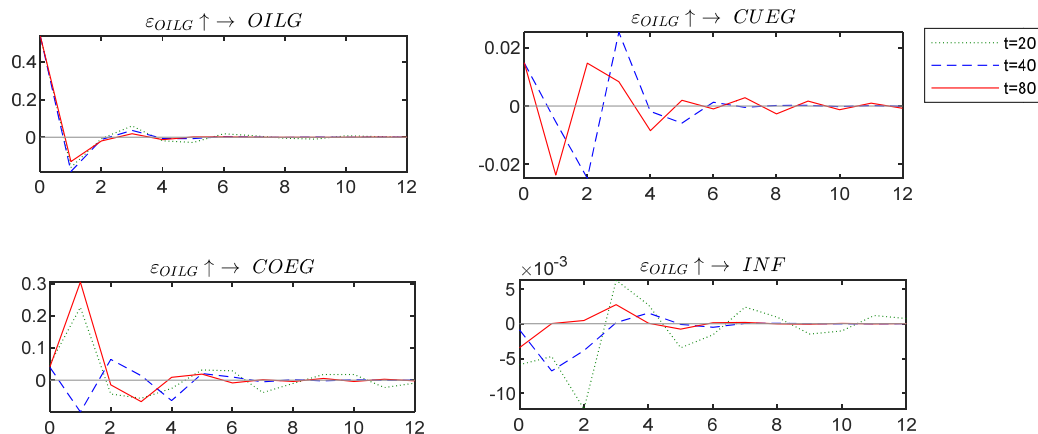 ε_OILG ↑ → OILG
0.4
0.2
0
0 2 4 6 8 10 12
ε_OILG ↑ → CUEG
0.02
0
-0.02
0 2 4 6 8 10 12
t=20
t=40
t=80
ε_OILG ↑ → COEG
0.3
0.2
0.1
0
0 2 4 6 8 10 12
ε_OILG ↑ → INF
×10⁻³
5
0
-5
-10
0 2 4 6 8 10 12